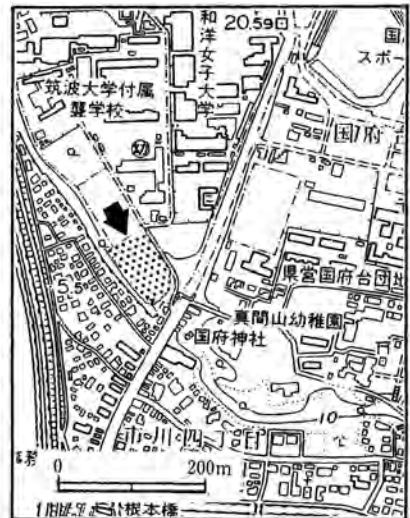 和洋女子大学
20.59
国
スポー
筑波大学付属
聾学校
幼
国府
県営国府台団地
5.5
真間山幼稚園
国府神社
10
市川四丁目
0 200m
根本橋